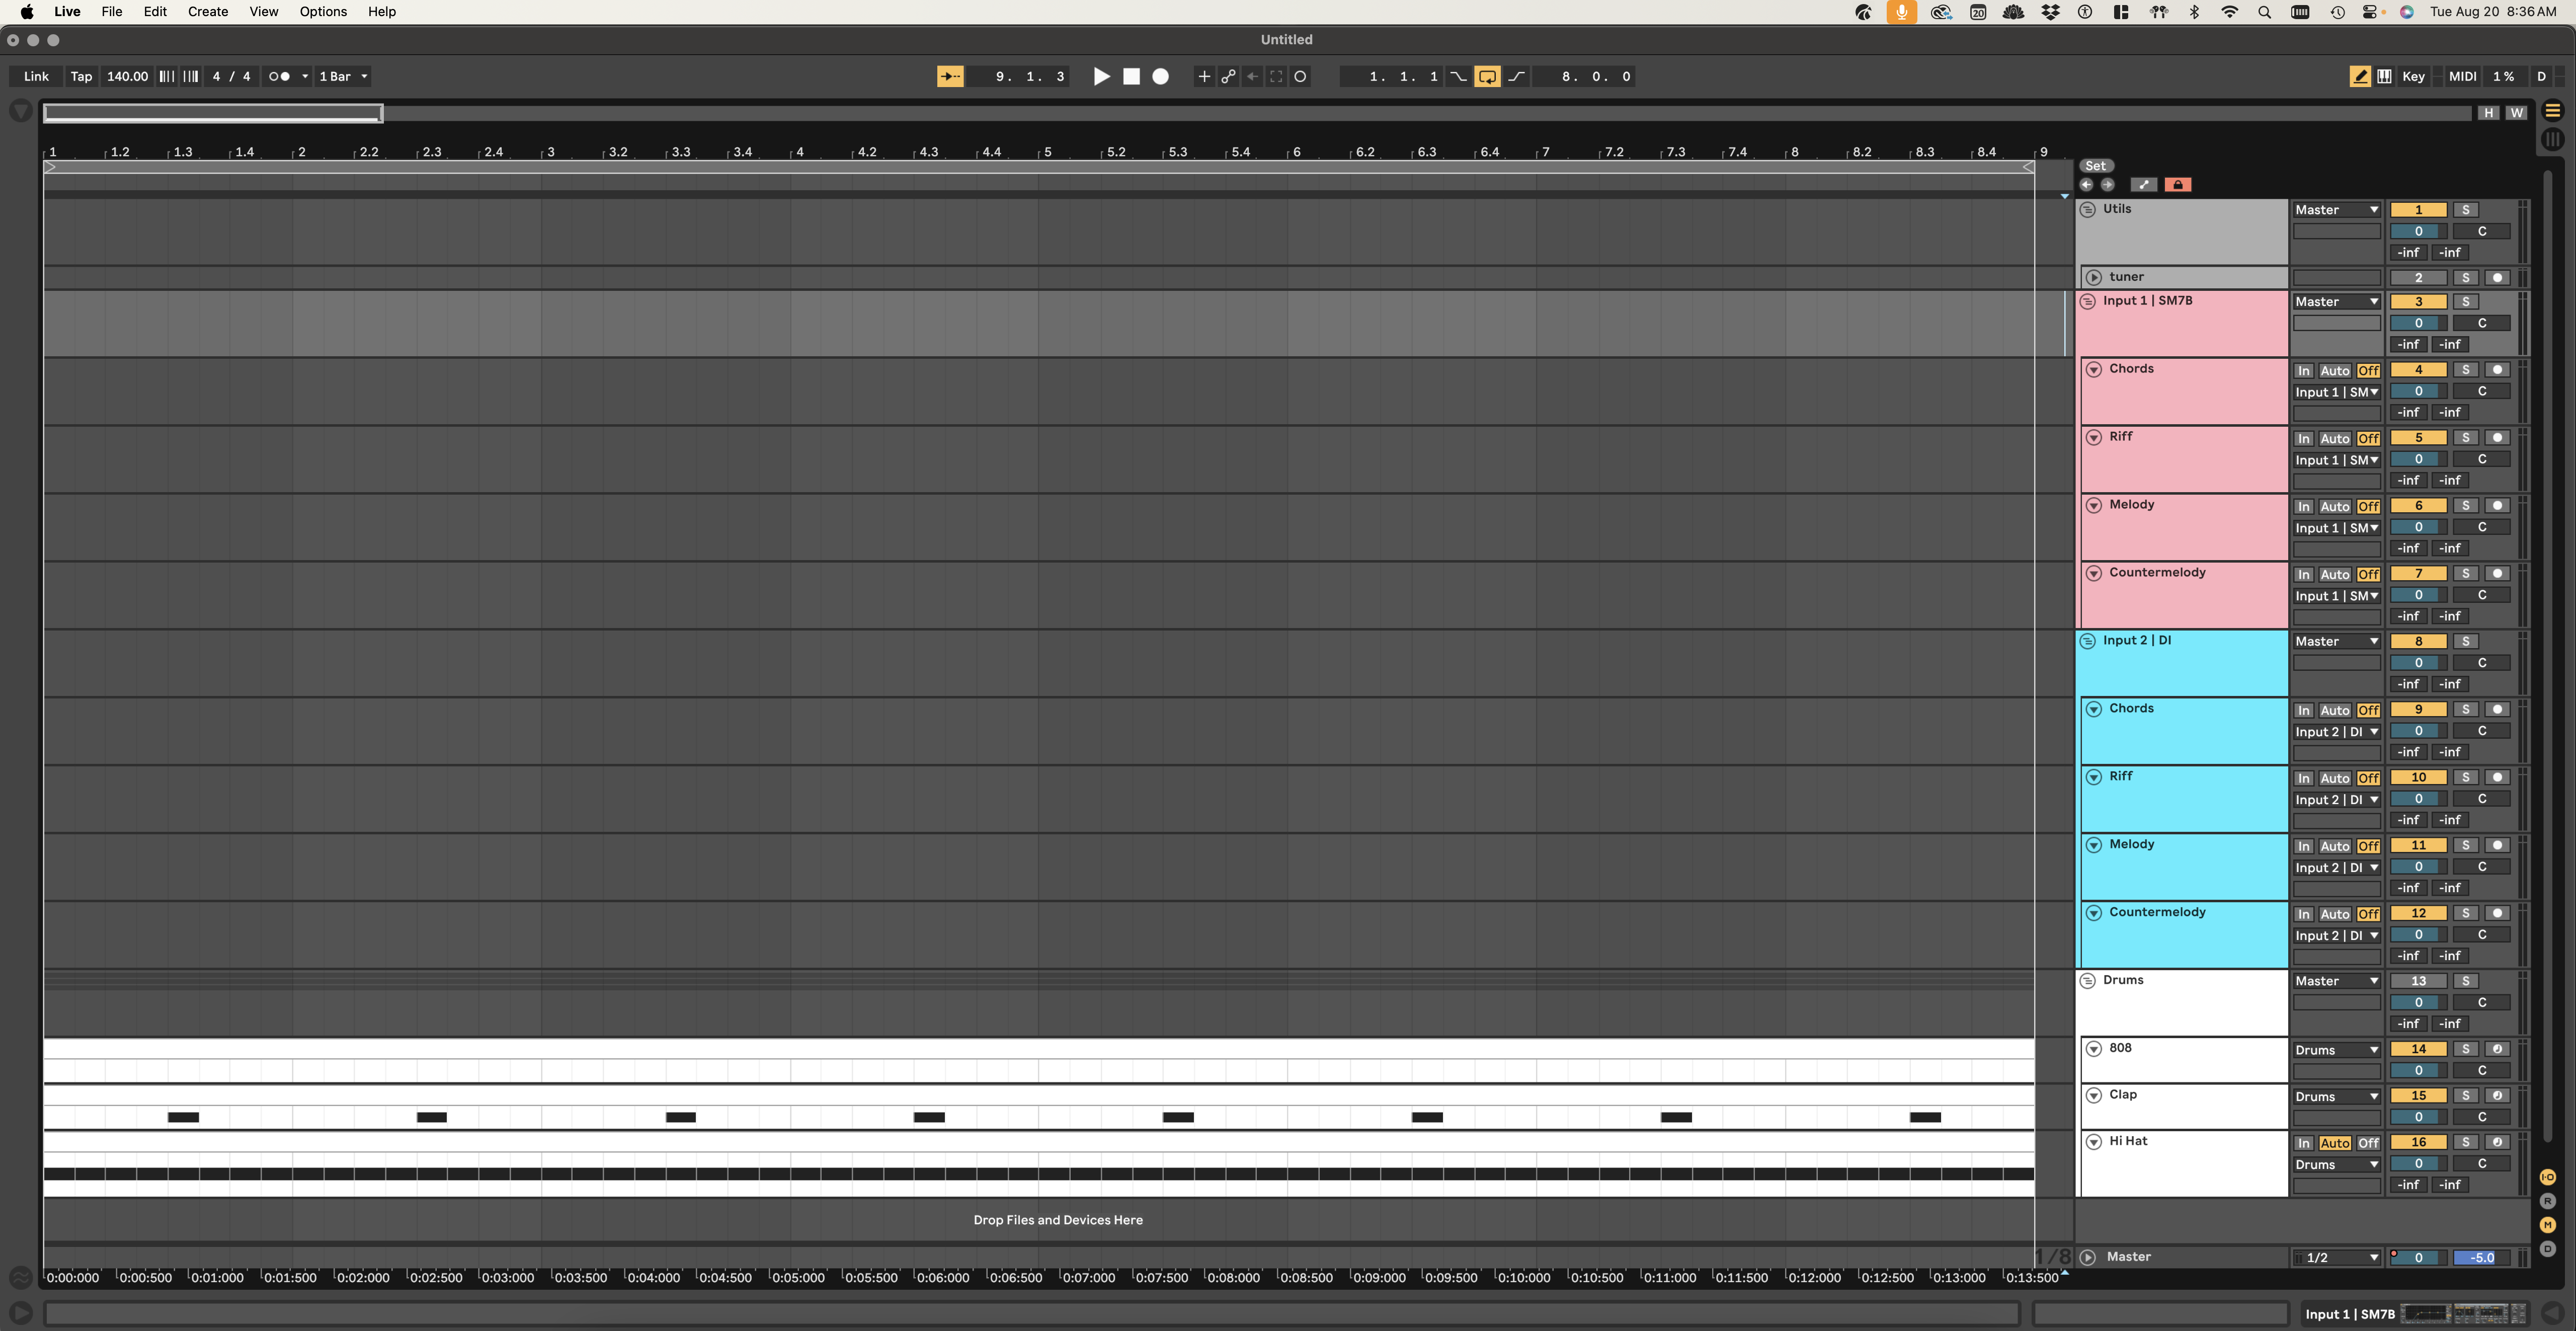 Live File Edit Create View Options Help 20 Tue Aug 20 8:36 AM
Untitled
Link Tap 140.00 4 / 4 1 Bar 9. 1. 3 1. 1. 1 8. 0. 0 Key MIDI 1 % D
H W
1 1.2 1.3 1.4 2 2.2 2.3 2.4 3 3.2 3.3 3.4 4 4.2 4.3 4.4 5 5.2 5.3 5.4 6 6.2 6.3 6.4 7 7.2 7.3 7.4 8 8.2 8.3 8.4 9
Set
Utils Master 1 S
0 C
-inf -inf
tuner 2 S
Input 1 | SM7B Master 3 S
0 C
-inf -inf
Chords In Auto Off 4 S
Input 1 | SM 0 C
-inf -inf
Riff In Auto Off 5 S
Input 1 | SM 0 C
-inf -inf
Melody In Auto Off 6 S
Input 1 | SM 0 C
-inf -inf
Countermelody In Auto Off 7 S
Input 1 | SM 0 C
-inf -inf
Input 2 | DI Master 8 S
0 C
-inf -inf
Chords In Auto Off 9 S
Input 2 | DI 0 C
-inf -inf
Riff In Auto Off 10 S
Input 2 | DI 0 C
-inf -inf
Melody In Auto Off 11 S
Input 2 | DI 0 C
-inf -inf
Countermelody In Auto Off 12 S
Input 2 | DI 0 C
-inf -inf
Drums Master 13 S
0 C
-inf -inf
808 Drums 14 S
0 C
Clap Drums 15 S
0 C
Hi Hat In Auto Off 16 S
Drums 0 C
-inf -inf
I·O
R
M
D
Drop Files and Devices Here
1/8 Master 1/2 0 -5.0
0:00:000 0:00:500 0:01:000 0:01:500 0:02:000 0:02:500 0:03:000 0:03:500 0:04:000 0:04:500 0:05:000 0:05:500 0:06:000 0:06:500 0:07:000 0:07:500 0:08:000 0:08:500 0:09:000 0:09:500 0:10:000 0:10:500 0:11:000 0:11:500 0:12:000 0:12:500 0:13:000 0:13:500
Input 1 | SM7B